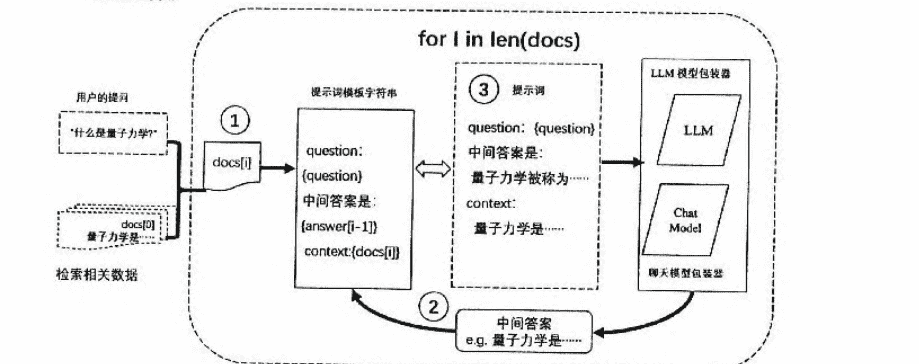 for I in len(docs)
用户的提问
"什么是量子力学?"
docs[0]
量子力学是……
检索相关数据
①
docs[i]
提示词模板字符串
question:
{question}
中间答案是:
{answer[i-1]}
context:{docs[i]}
③ 提示词
question: {question}
中间答案是:
量子力学被称为……
context:
量子力学是……
LLM 模型包装器
LLM
Chat
Model
聊天模型包装器
②
中间答案
e.g. 量子力学是……